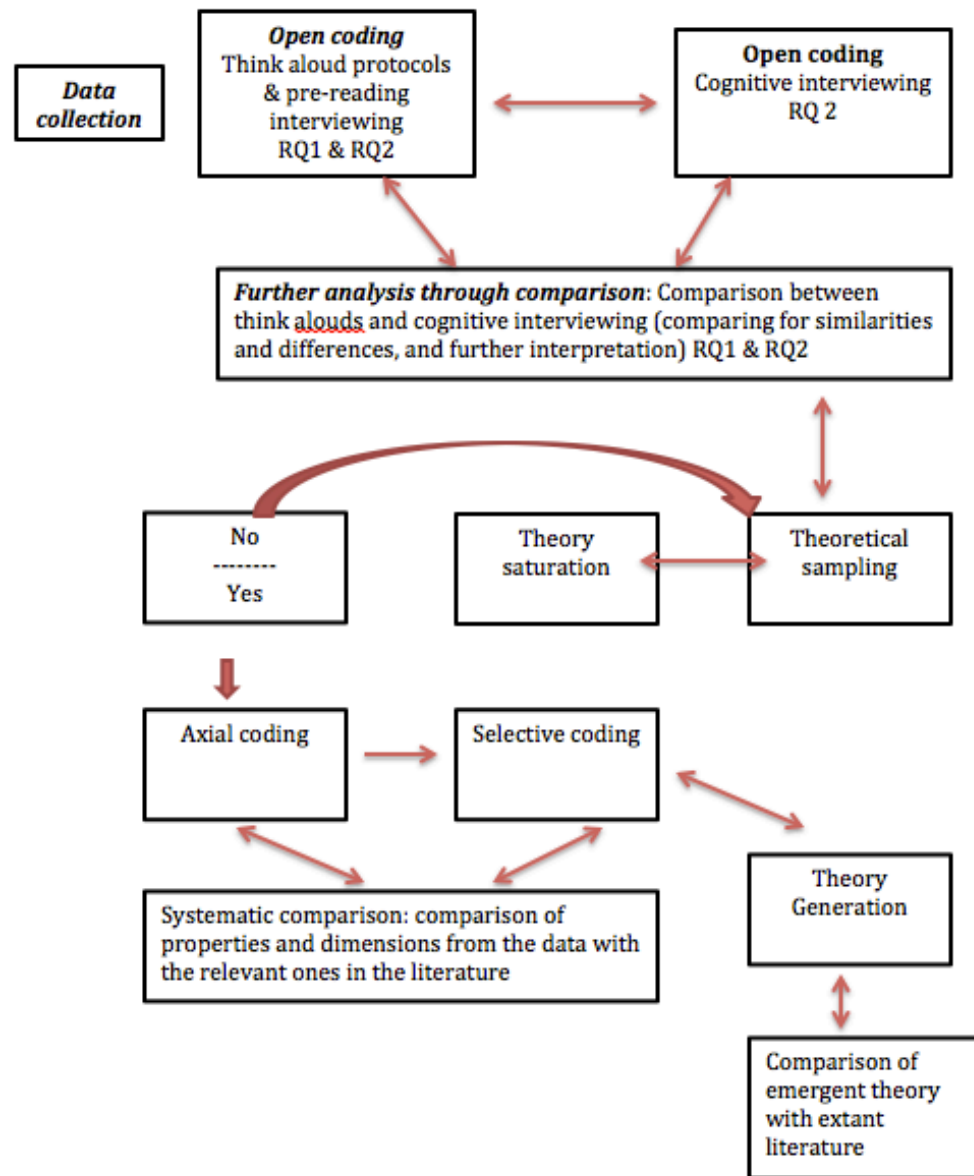 Data
collection
Open coding
Think aloud protocols
& pre-reading
interviewing
RQ1 & RQ2
Open coding
Cognitive interviewing
RQ 2
Further analysis through comparison: Comparison between
think alouds and cognitive interviewing (comparing for similarities
and differences, and further interpretation) RQ1 & RQ2
No
--------
Yes
Theory
saturation
Theoretical
sampling
Axial coding
Selective coding
Systematic comparison: comparison of
properties and dimensions from the data with
the relevant ones in the literature
Theory
Generation
Comparison of
emergent theory
with extant
literature